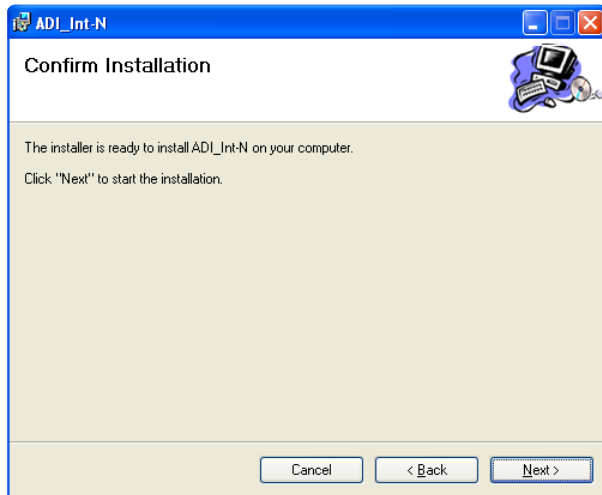 ADI_Int-N
Confirm Installation
The installer is ready to install ADI_Int-N on your computer.
Click "Next" to start the installation.
Cancel
< Back
Next >